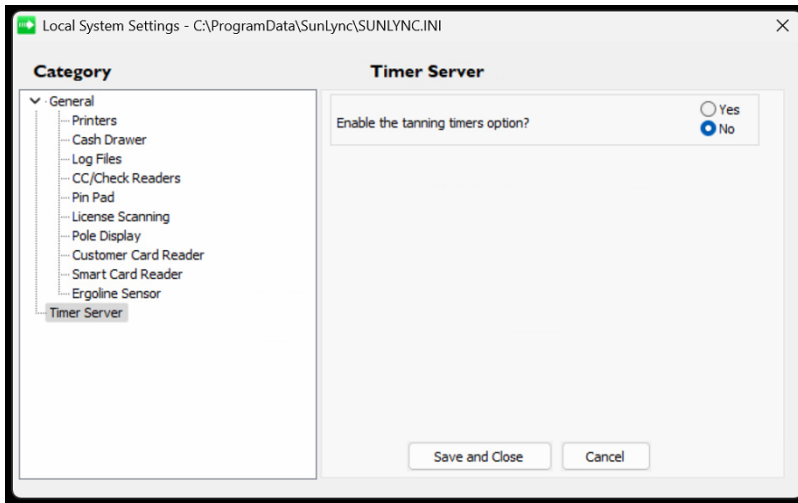 Local System Settings - C:\ProgramData\SunLync\SUNLYNC.INI
Category
General
Printers
Cash Drawer
Log Files
CC/Check Readers
Pin Pad
License Scanning
Pole Display
Customer Card Reader
Smart Card Reader
Ergoline Sensor
Timer Server
Timer Server
Enable the tanning timers option?
Yes
No
Save and Close
Cancel